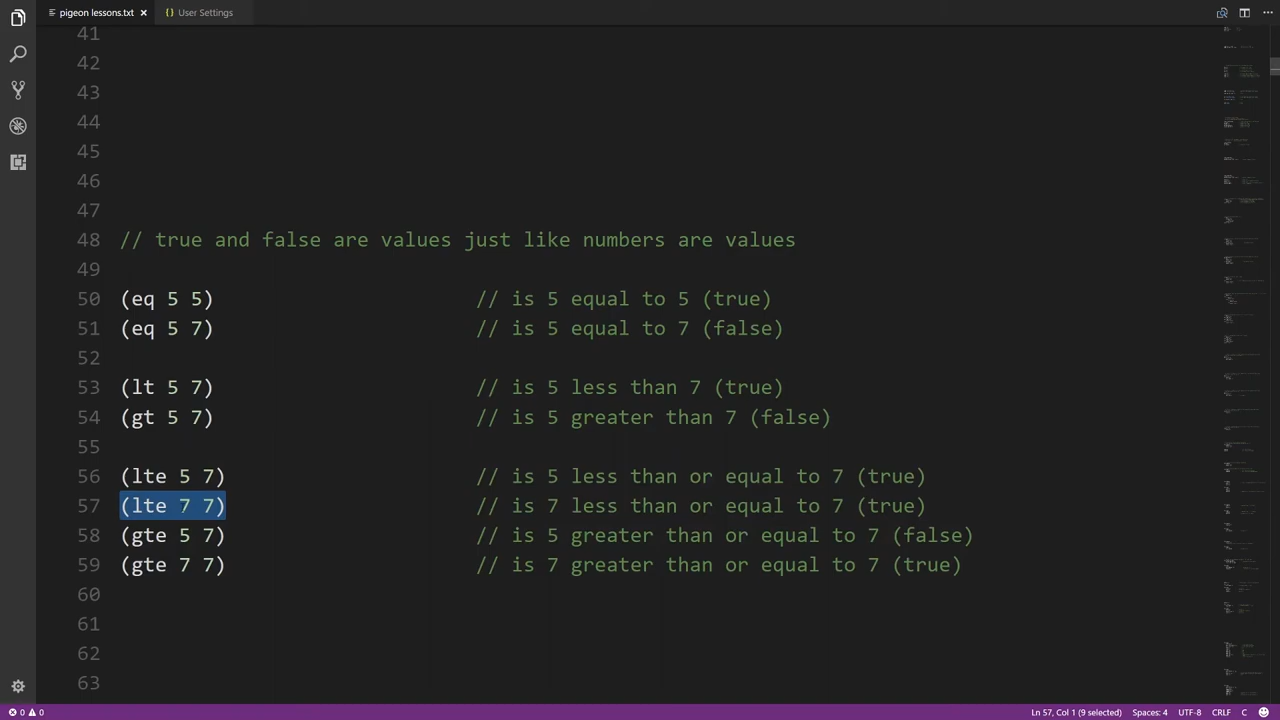 pigeon lessons.txt × {} User Settings
41
42
43
44
45
46
47
48 // true and false are values just like numbers are values
49
50 (eq 5 5) // is 5 equal to 5 (true)
51 (eq 5 7) // is 5 equal to 7 (false)
52
53 (lt 5 7) // is 5 less than 7 (true)
54 (gt 5 7) // is 5 greater than 7 (false)
55
56 (lte 5 7) // is 5 less than or equal to 7 (true)
57 (lte 7 7) // is 7 less than or equal to 7 (true)
58 (gte 5 7) // is 5 greater than or equal to 7 (false)
59 (gte 7 7) // is 7 greater than or equal to 7 (true)
60
61
62
63
0 0 Ln 57, Col 1 (9 selected) Spaces: 4 UTF-8 CRLF C